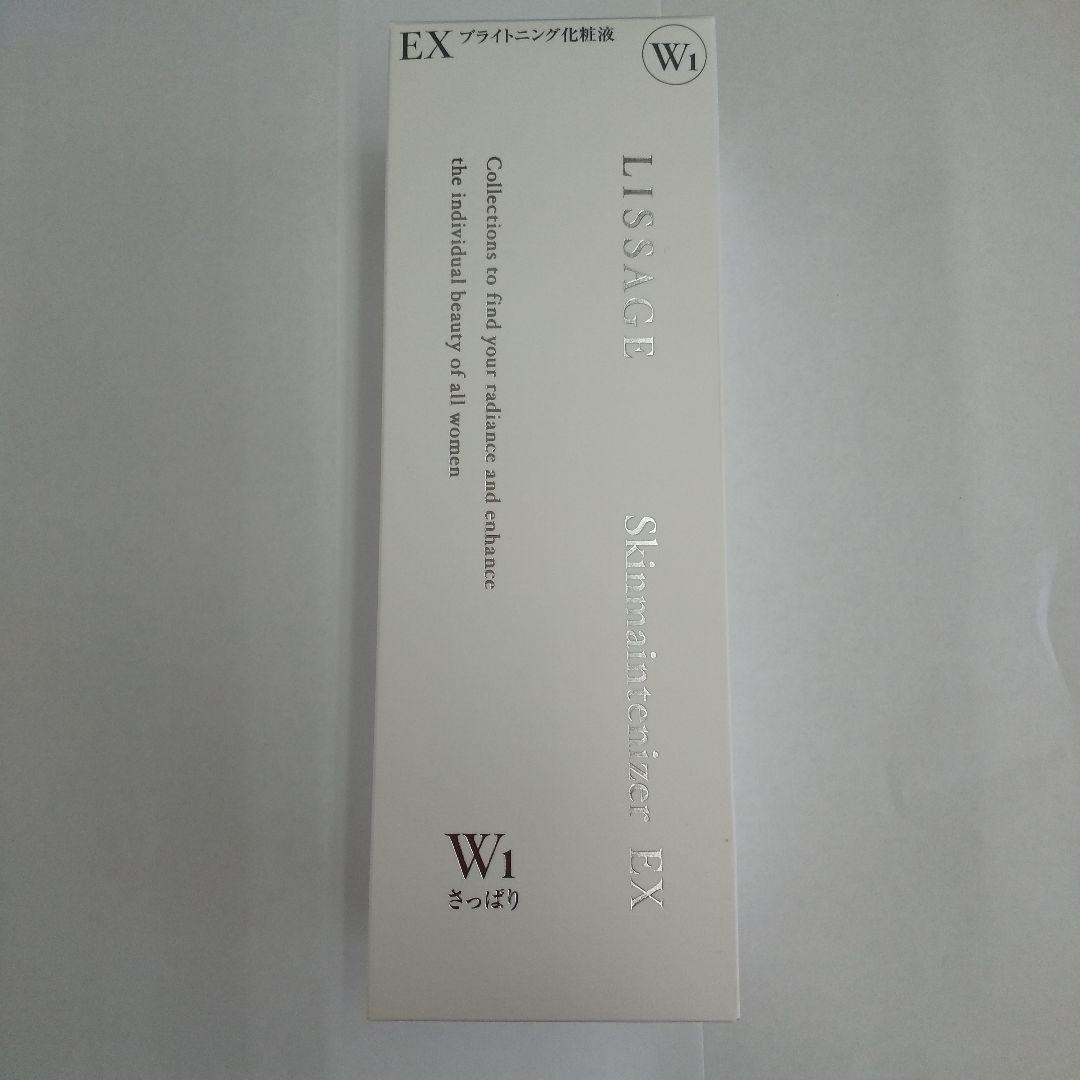 EX ブライトニング化粧液
W1
LISSAGE Skinmaintenizer EX
Collections to find your radiance and enhance
the individual beauty of all women
W1
さっぱり